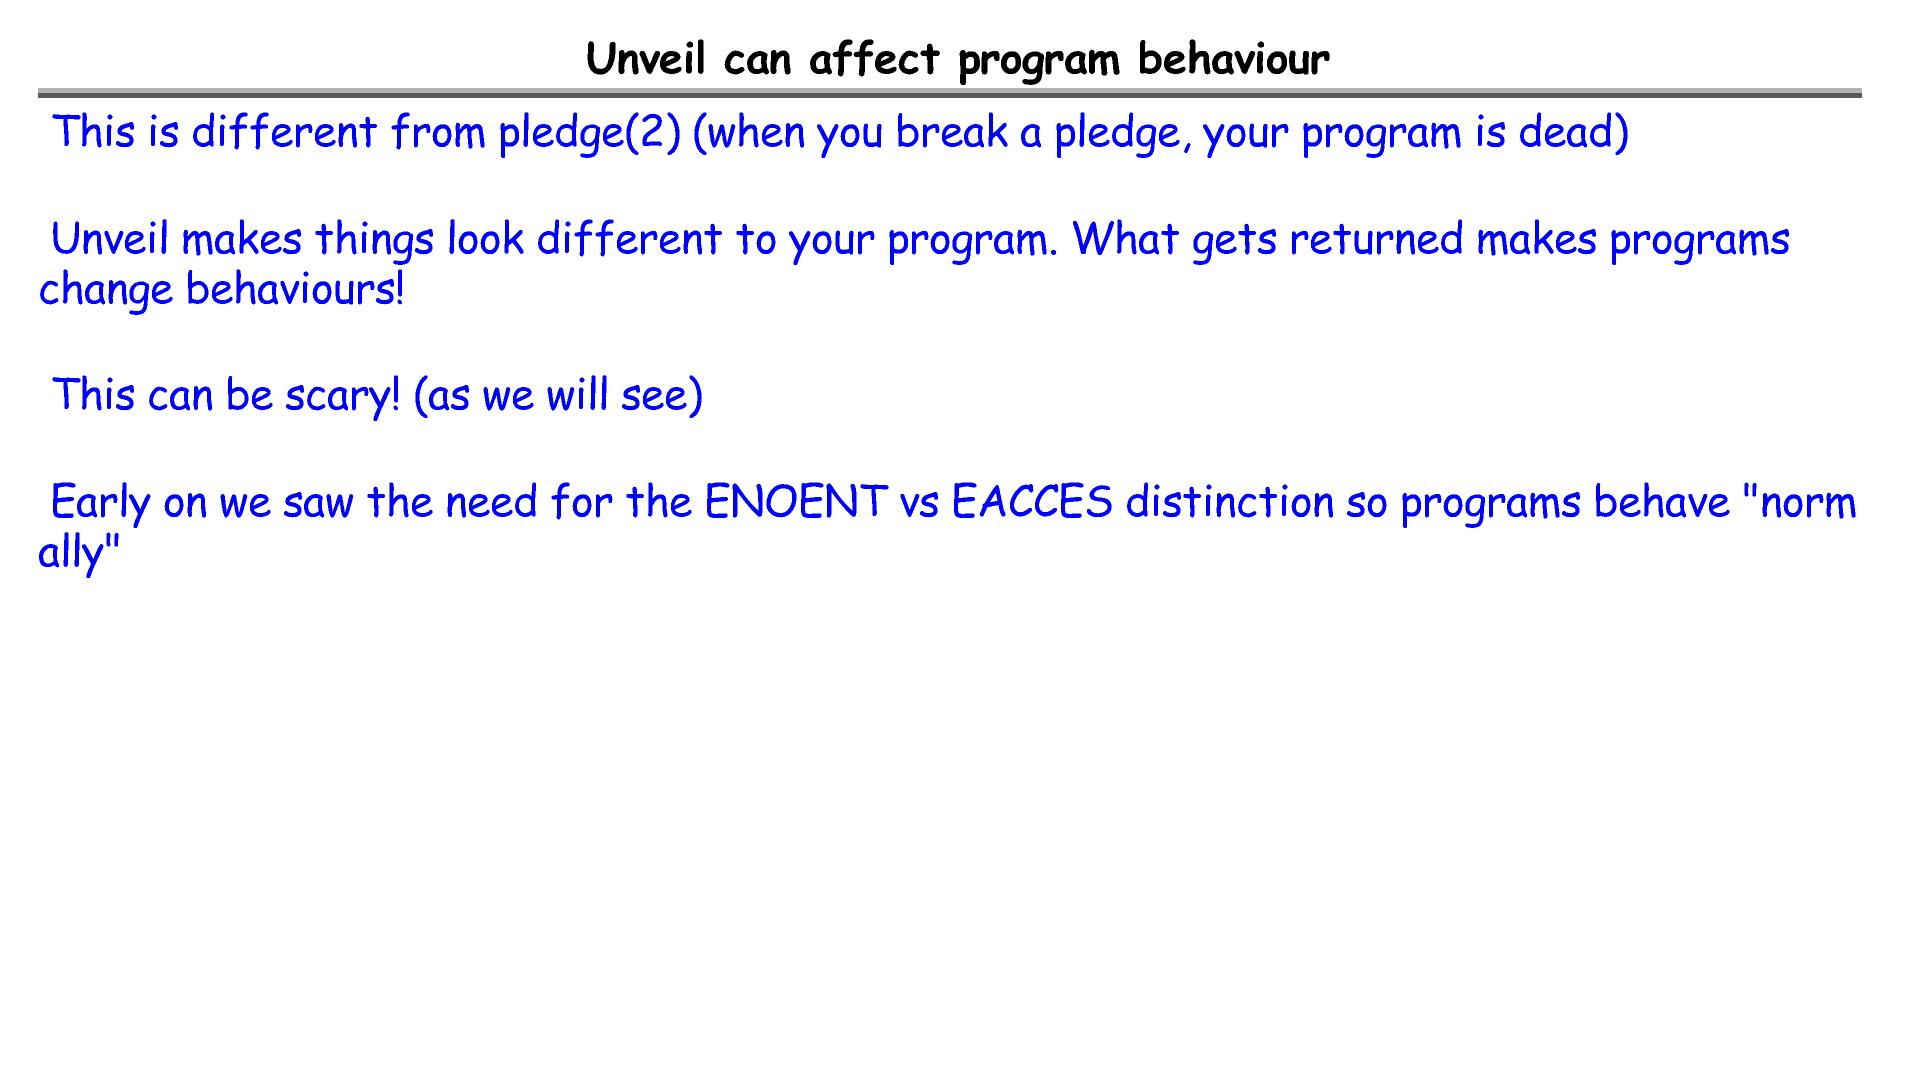 Unveil can affect program behaviour
This is different from pledge(2) (when you break a pledge, your program is dead)
Unveil makes things look different to your program. What gets returned makes programs
change behaviours!
This can be scary! (as we will see)
Early on we saw the need for the ENOENT vs EACCES distinction so programs behave "norm
ally"